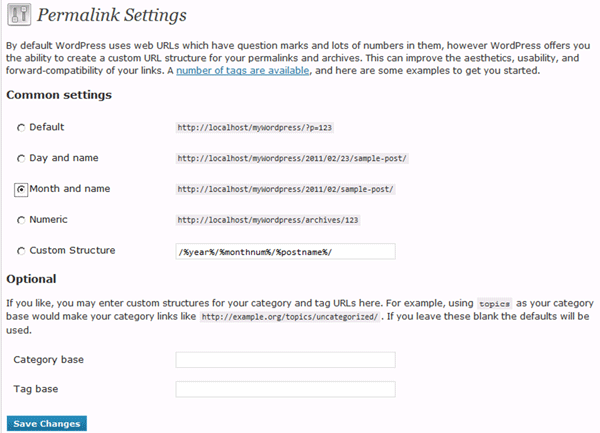 Permalink Settings
By default WordPress uses web URLs which have question marks and lots of numbers in them, however WordPress offers you
the ability to create a custom URL structure for your permalinks and archives. This can improve the aesthetics, usability, and
forward-compatibility of your links. A number of tags are available, and here are some examples to get you started.
Common settings
Default http://localhost/myWordpress/?p=123
Day and name http://localhost/myWordpress/2011/02/23/sample-post/
Month and name http://localhost/myWordpress/2011/02/sample-post/
Numeric http://localhost/myWordpress/archives/123
Custom Structure /%year%/%monthnum%/%postname%/
Optional
If you like, you may enter custom structures for your category and tag URLs here. For example, using topics as your category
base would make your category links like http://example.org/topics/uncategorized/ . If you leave these blank the defaults will be
used.
Category base
Tag base
Save Changes